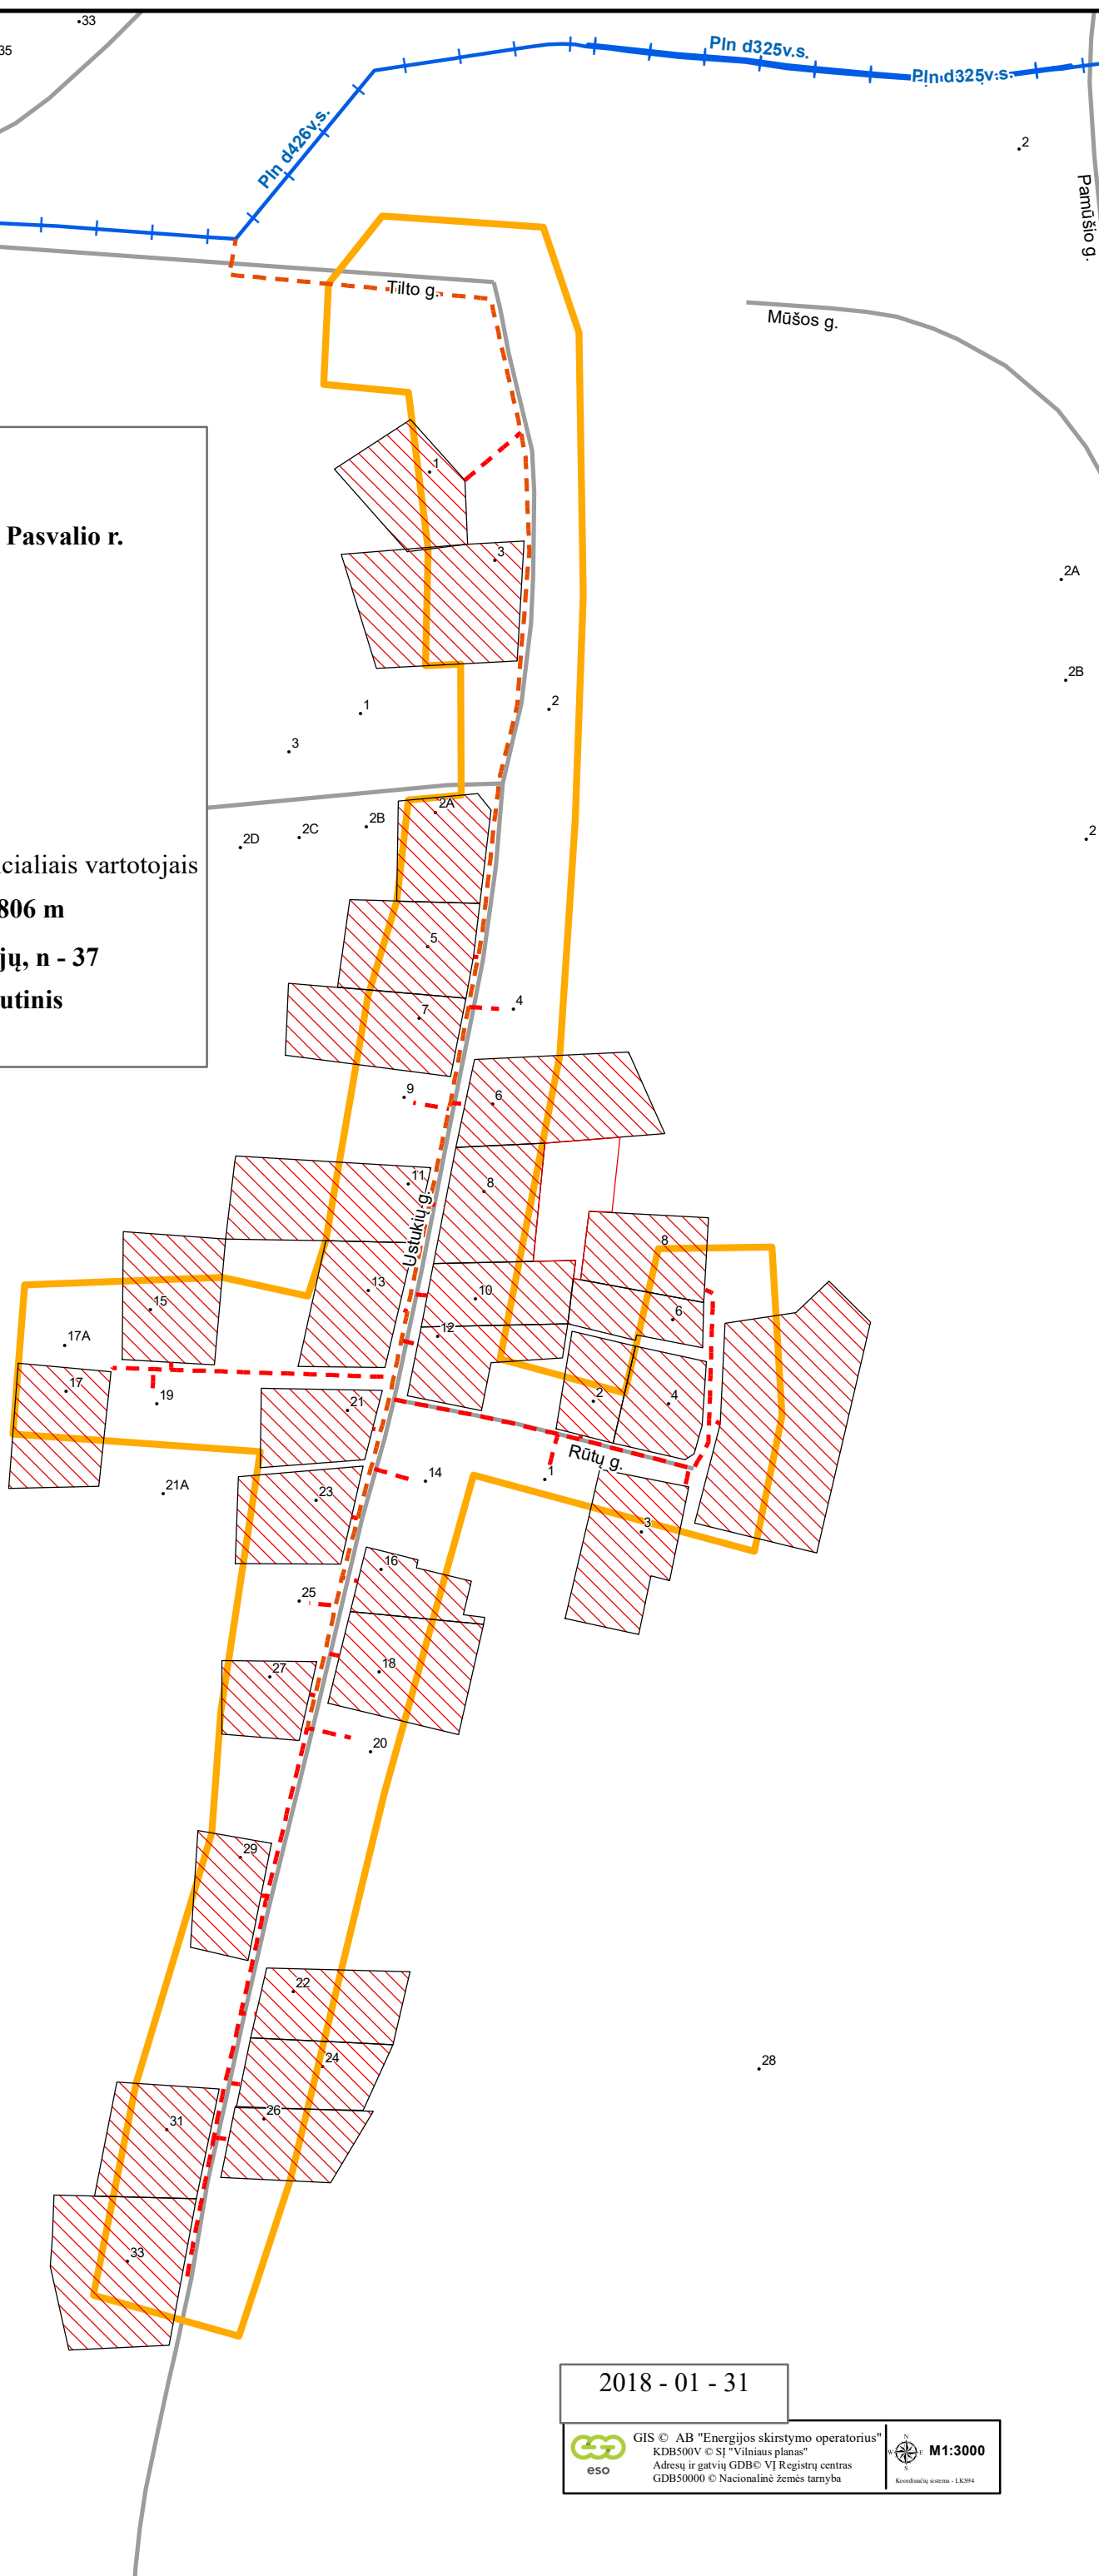 33
35
Pln d325v.s.
Pln d325v.s.
Pln d426v.s.
2
Pamūšio g.
Tilto g.
Mūšos g.
1
Pasvalio r.
3
2A
2B
1
2
3
2A
2B
2C
2D
2
cialiais vartotojais
806 m
5
jų, n - 37
utinis
7
4
9
6
11
8
Ustukių g.
8
13
10
15
6
12
17A
17
19
21
2
4
Rūtų g.
21A
23
14
1
3
16
25
27
18
20
29
22
24
28
26
31
33
2018 - 01 - 31
GIS © AB "Energijos skirstymo operatorius"
KDB500V © SĮ "Vilniaus planas"
Adresų ir gatvių GDB© VĮ Registrų centras
GDB50000 © Nacionalinė žemės tarnyba
eso
N
W E
S
M1:3000
Koordinačių sistema - LKS94